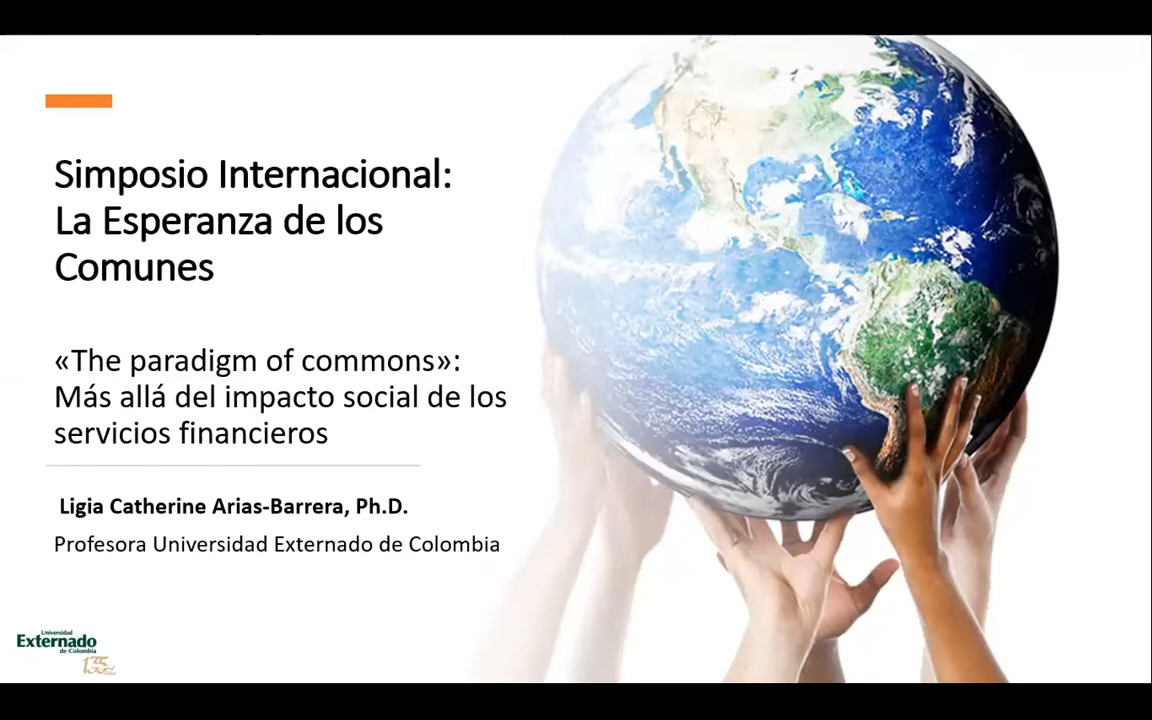 Simposio Internacional:
La Esperanza de los
Comunes
«The paradigm of commons»:
Más allá del impacto social de los
servicios financieros
Ligia Catherine Arias-Barrera, Ph.D.
Profesora Universidad Externado de Colombia
Universidad
Externado
de Colombia
135